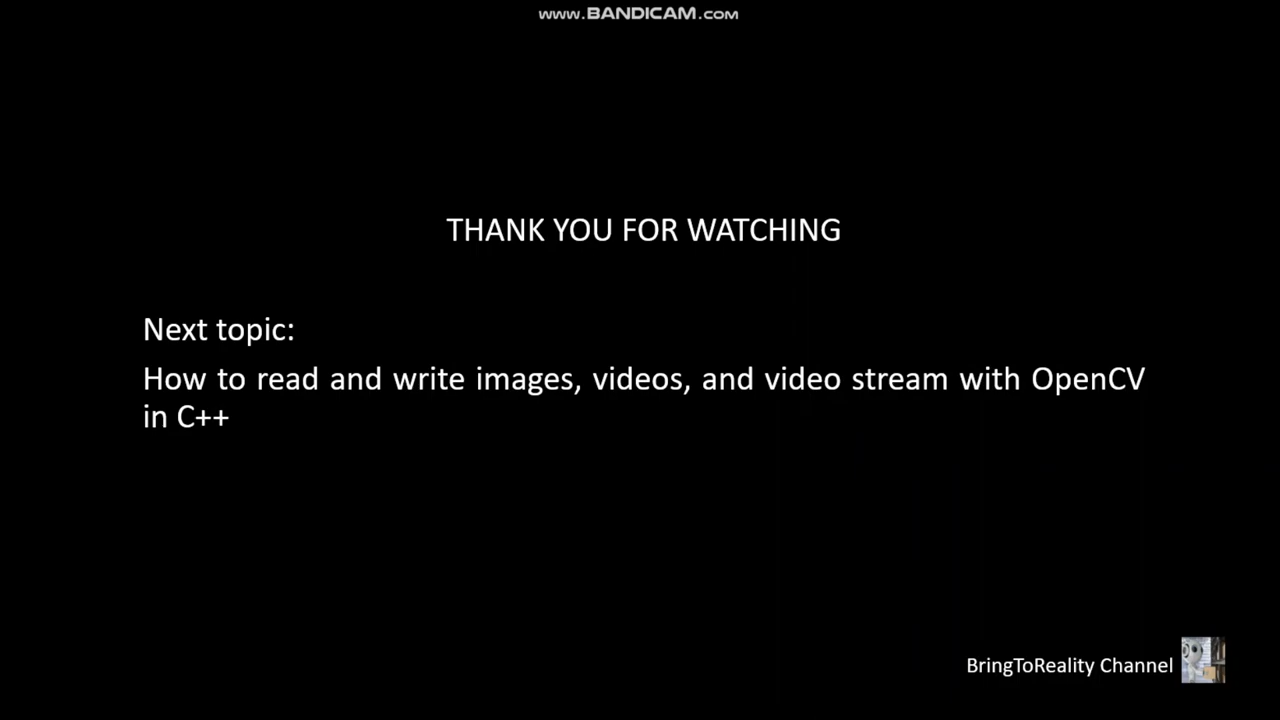 www.BANDICAM.com
THANK YOU FOR WATCHING
Next topic:
How to read and write images, videos, and video stream with OpenCV
in C++
BringToReality Channel